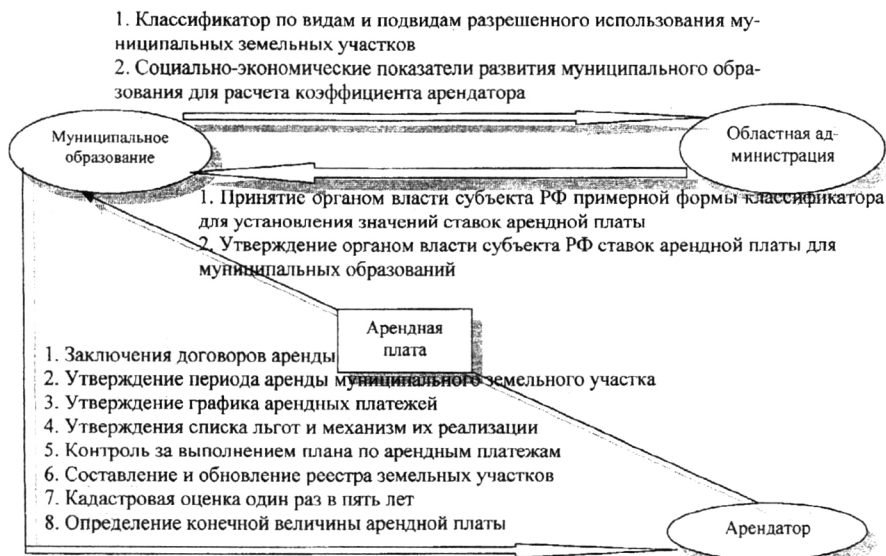 1. Классификатор по видам и подвидам разрешенного использования му-
ниципальных земельных участков
2. Социально-экономические показатели развития муниципального обра-
зования для расчета коэффициента арендатора
Муниципальное
образование
Областная ад-
министрация
1. Принятие органом власти субъекта РФ примерной формы классификатора
для установления значений ставок арендной платы
2. Утверждение органом власти субъекта РФ ставок арендной платы для
муниципальных образований
Арендная
плата
1. Заключения договоров аренды
2. Утверждение периода аренды муниципального земельного участка
3. Утверждение графика арендных платежей
4. Утверждения списка льгот и механизм их реализации
5. Контроль за выполнением плана по арендным платежам
6. Составление и обновление реестра земельных участков
7. Кадастровая оценка один раз в пять лет
8. Определение конечной величины арендной платы
Арендатор